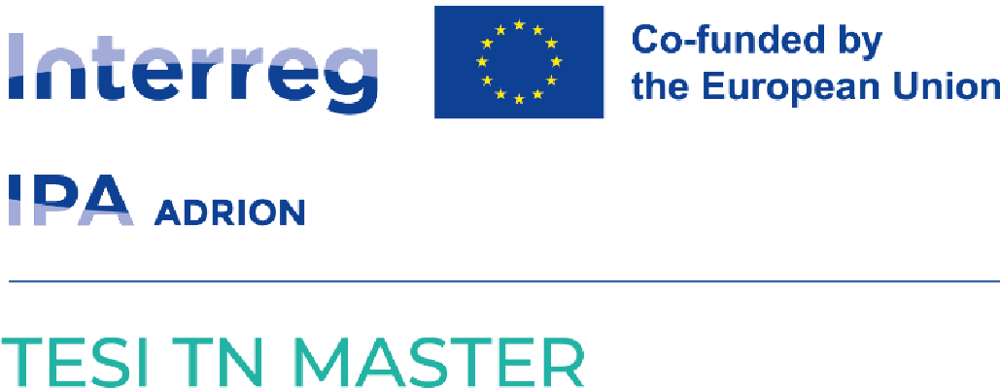 Interreg
Co-funded by
the European Union
IPA ADRION
TESI TN MASTER